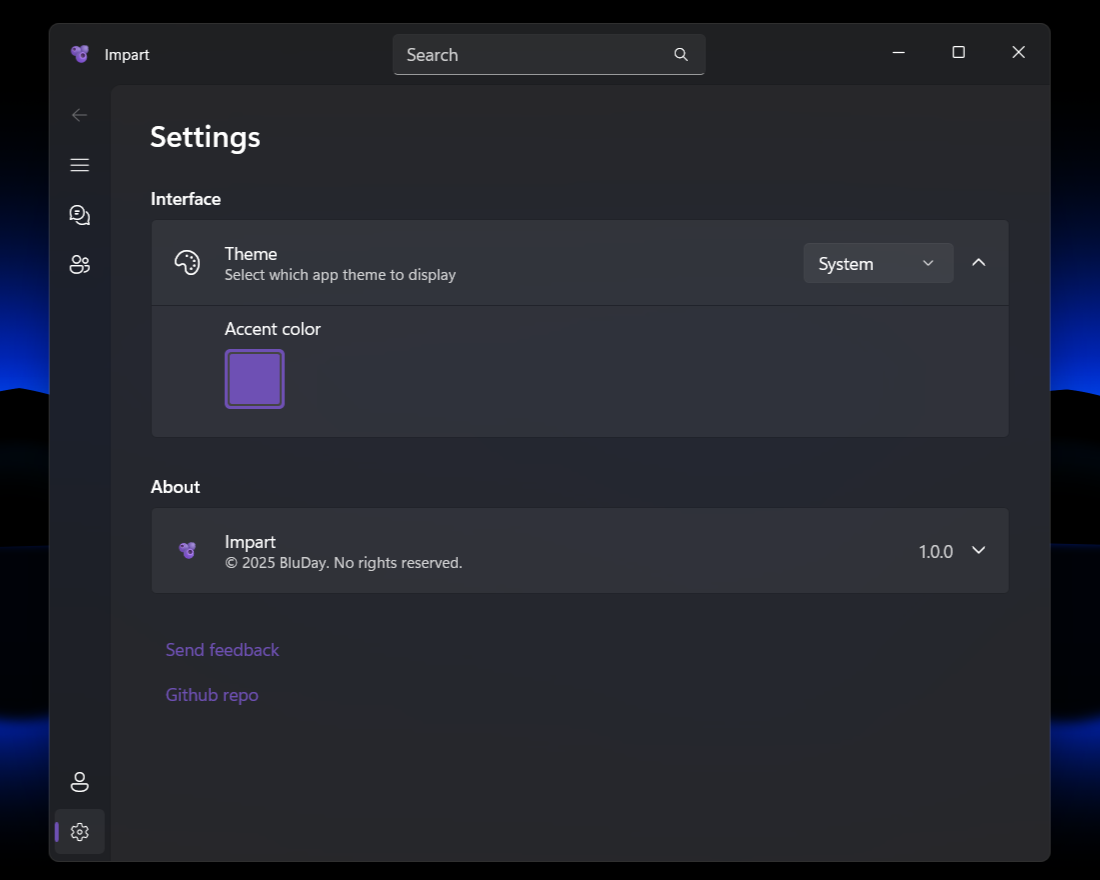 Impart
Search
Settings
Interface
Theme
Select which app theme to display
System
Accent color
About
Impart
© 2025 BluDay. No rights reserved.
1.0.0
Send feedback
Github repo